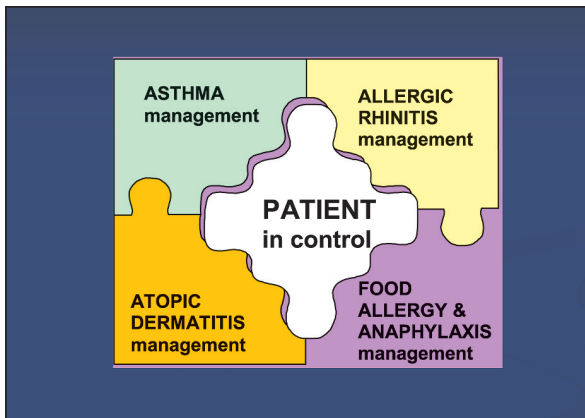 ASTHMA
management
ALLERGIC
RHINITIS
management
PATIENT
in control
ATOPIC
DERMATITIS
management
FOOD
ALLERGY &
ANAPHYLAXIS
management